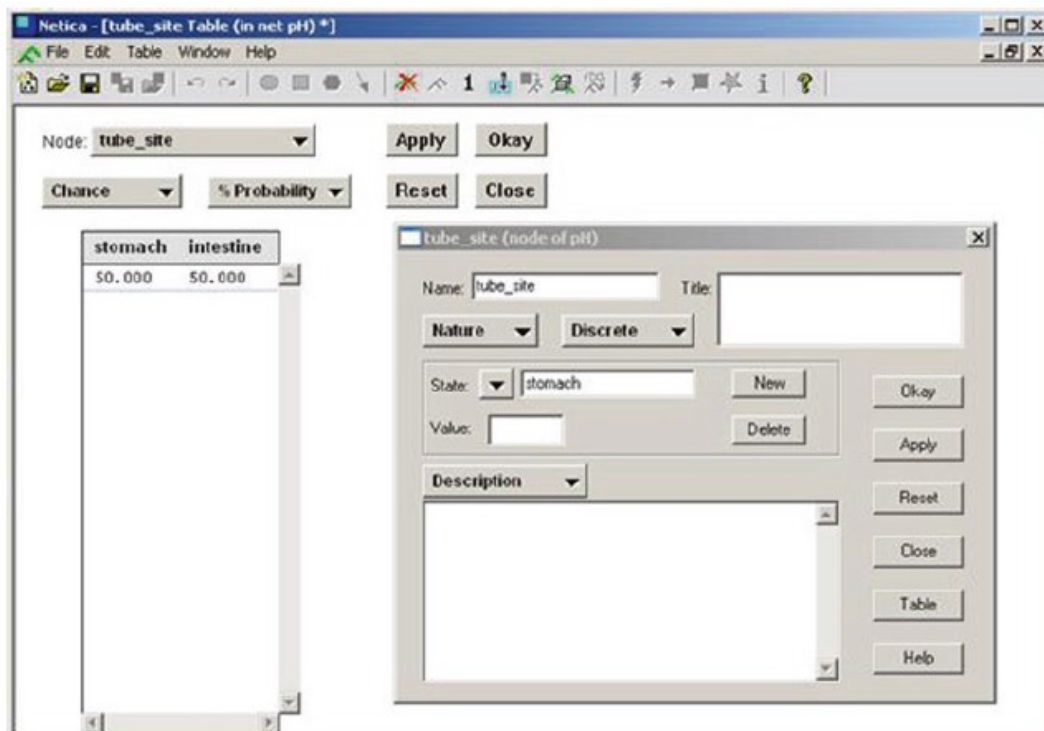 Netica - [tube_site Table (in net pH) *]
File Edit Table Window Help
1 i ?
Node: tube_site
Apply Okay
Chance % Probability Reset Close
stomach intestine
50.000 50.000
tube_site (node of pH)
Name: tube_site Title:
Nature Discrete
State: stomach New
Value: Delete
Description
Okay
Apply
Reset
Close
Table
Help